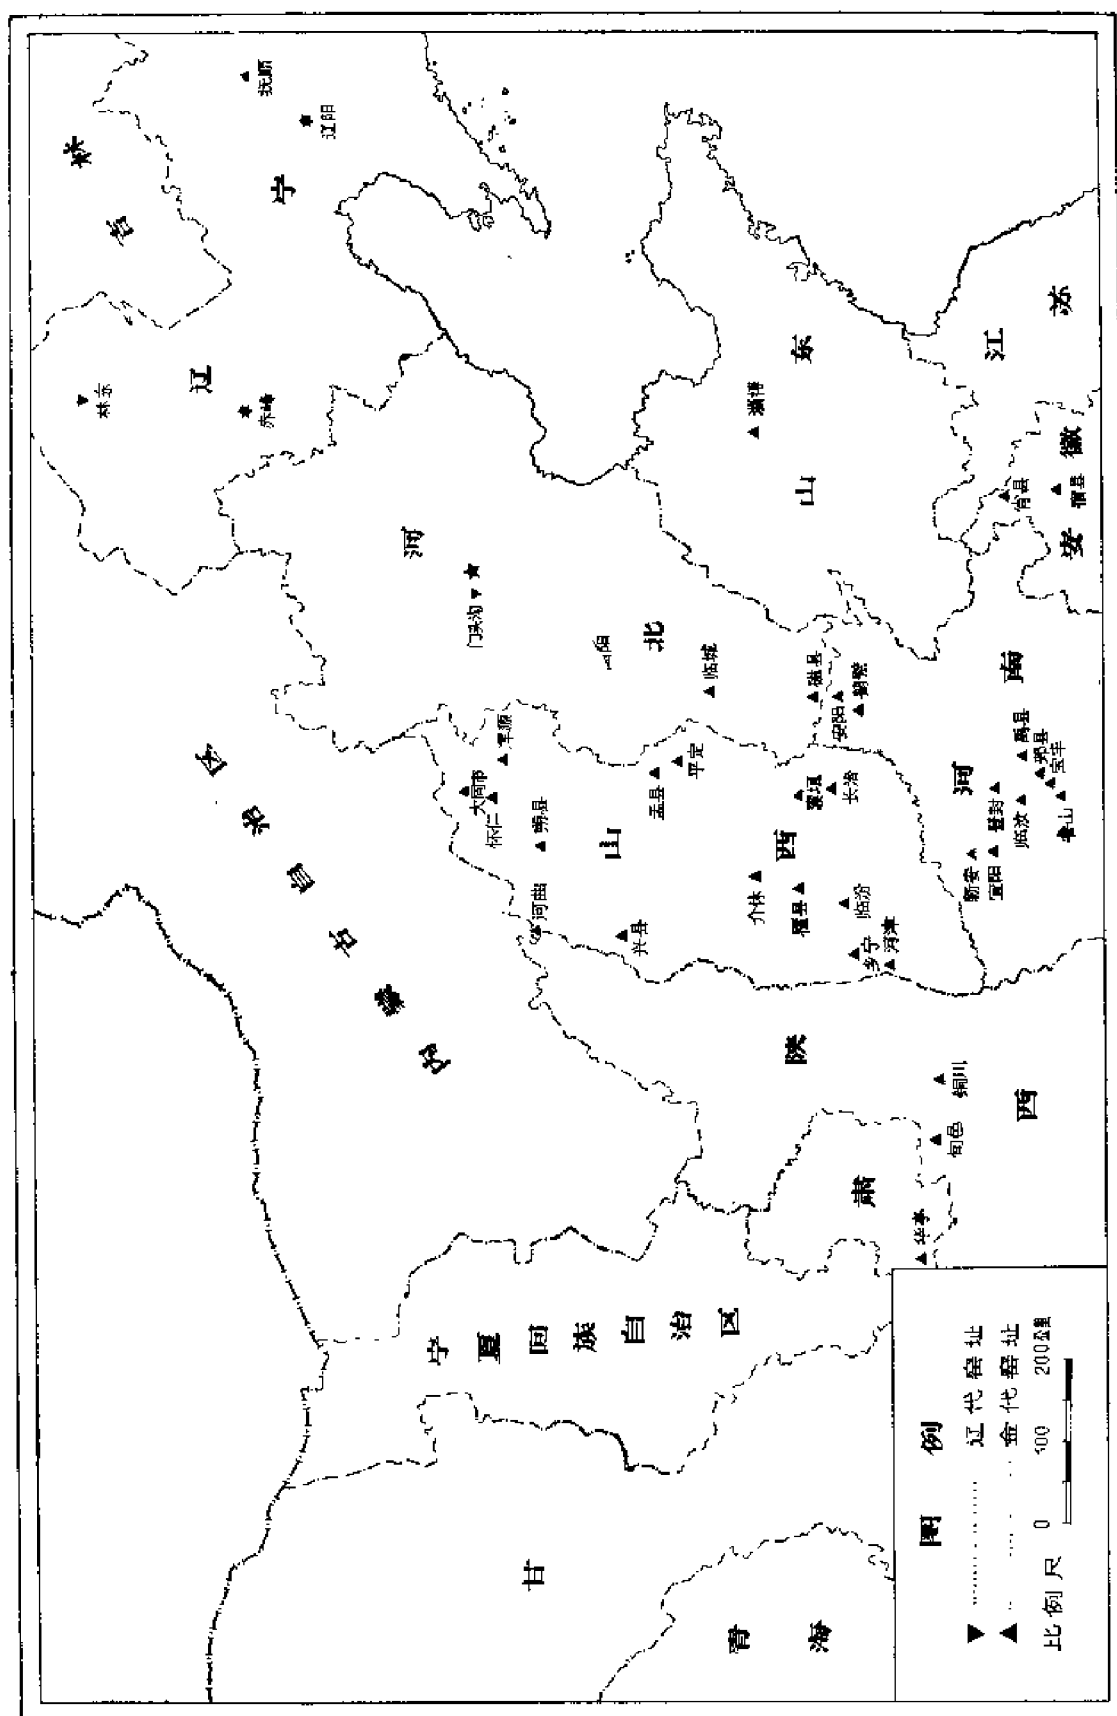 内蒙古自治区
吉林
辽宁
河北
山西
山东
河南
江苏
安徽
陕西
甘肃
宁夏回族自治区
青海
抚顺
辽阳
林东
赤峰
门头沟
临城
磁县
安阳
鹤壁
淄博
萧县
宿县
浑源
大同市
怀仁
朔县
河曲
兴县
盂县
平定
介休
霍县
襄垣
长治
临汾
乡宁
河津
新安
宜阳
登封
临汝
禹县
郏县
宝丰
鲁山
铜川
旬邑
华亭
图 例
▼ 辽代窑址
▲ 金代窑址
比例尺 0 100 200公里